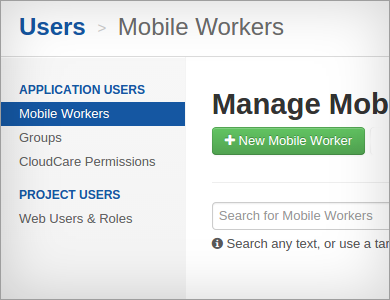 Users > Mobile Workers
APPLICATION USERS
Mobile Workers
Groups
CloudCare Permissions
PROJECT USERS
Web Users & Roles
Manage Mob
+ New Mobile Worker
Search for Mobile Workers
Search any text, or use a tar